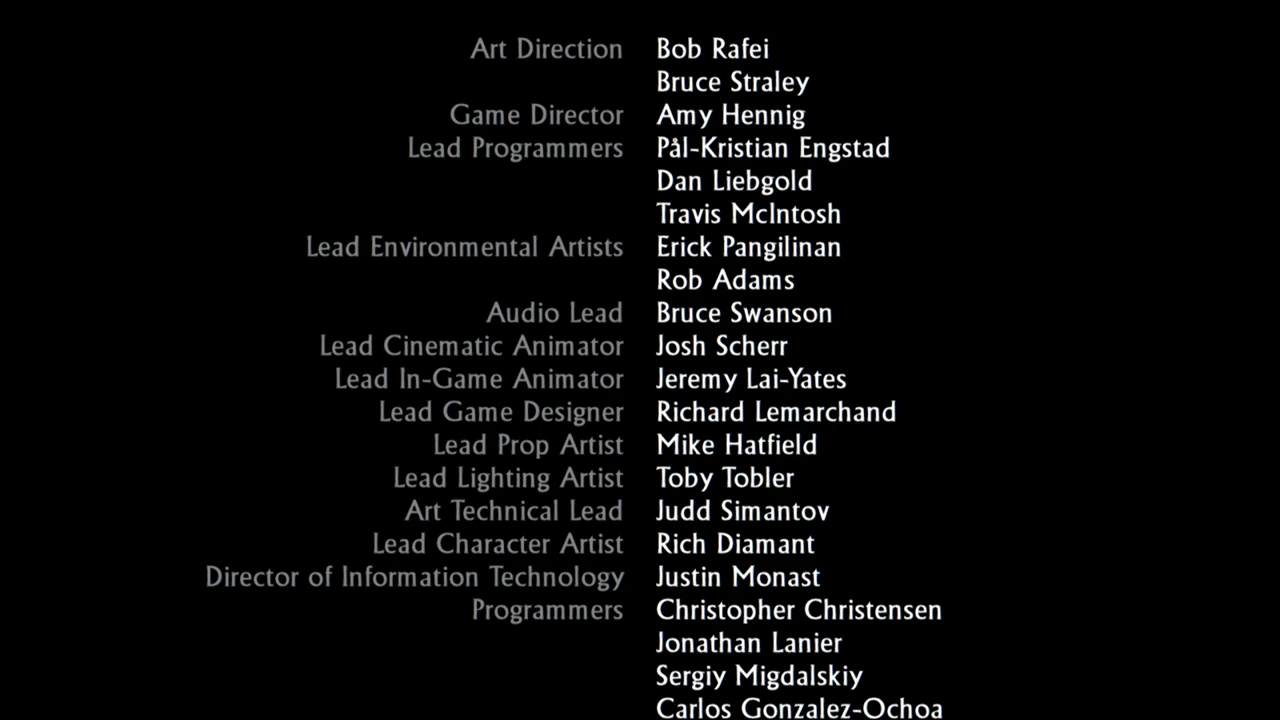 Art Direction Bob Rafei
Bruce Straley
Game Director Amy Hennig
Lead Programmers Pål-Kristian Engstad
Dan Liebgold
Travis McIntosh
Lead Environmental Artists Erick Pangilinan
Rob Adams
Audio Lead Bruce Swanson
Lead Cinematic Animator Josh Scherr
Lead In-Game Animator Jeremy Lai-Yates
Lead Game Designer Richard Lemarchand
Lead Prop Artist Mike Hatfield
Lead Lighting Artist Toby Tobler
Art Technical Lead Judd Simantov
Lead Character Artist Rich Diamant
Director of Information Technology Justin Monast
Programmers Christopher Christensen
Jonathan Lanier
Sergiy Migdalskiy
Carlos Gonzalez-Ochoa